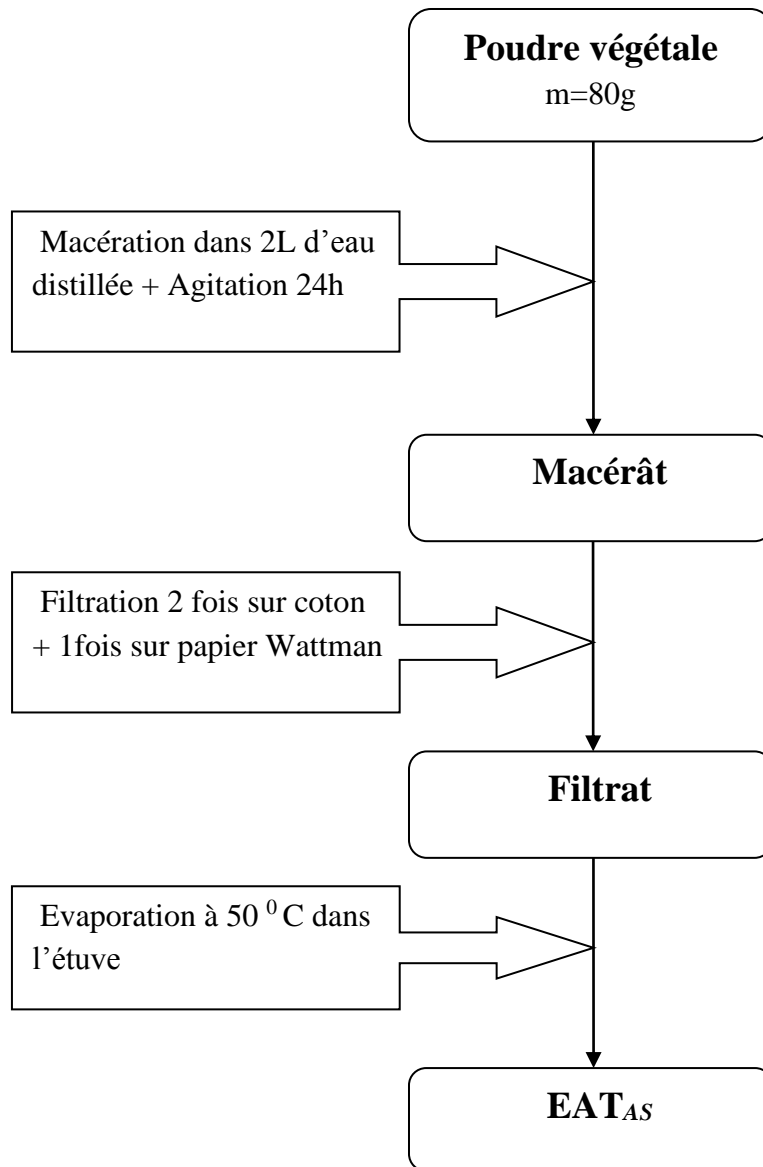 Poudre végétale
m=80g
Macération dans 2L d’eau
distillée + Agitation 24h
Macérât
Filtration 2 fois sur coton
+ 1fois sur papier Wattman
Filtrat
Evaporation à 50 ⁰ C dans
l’étuve
EATAS